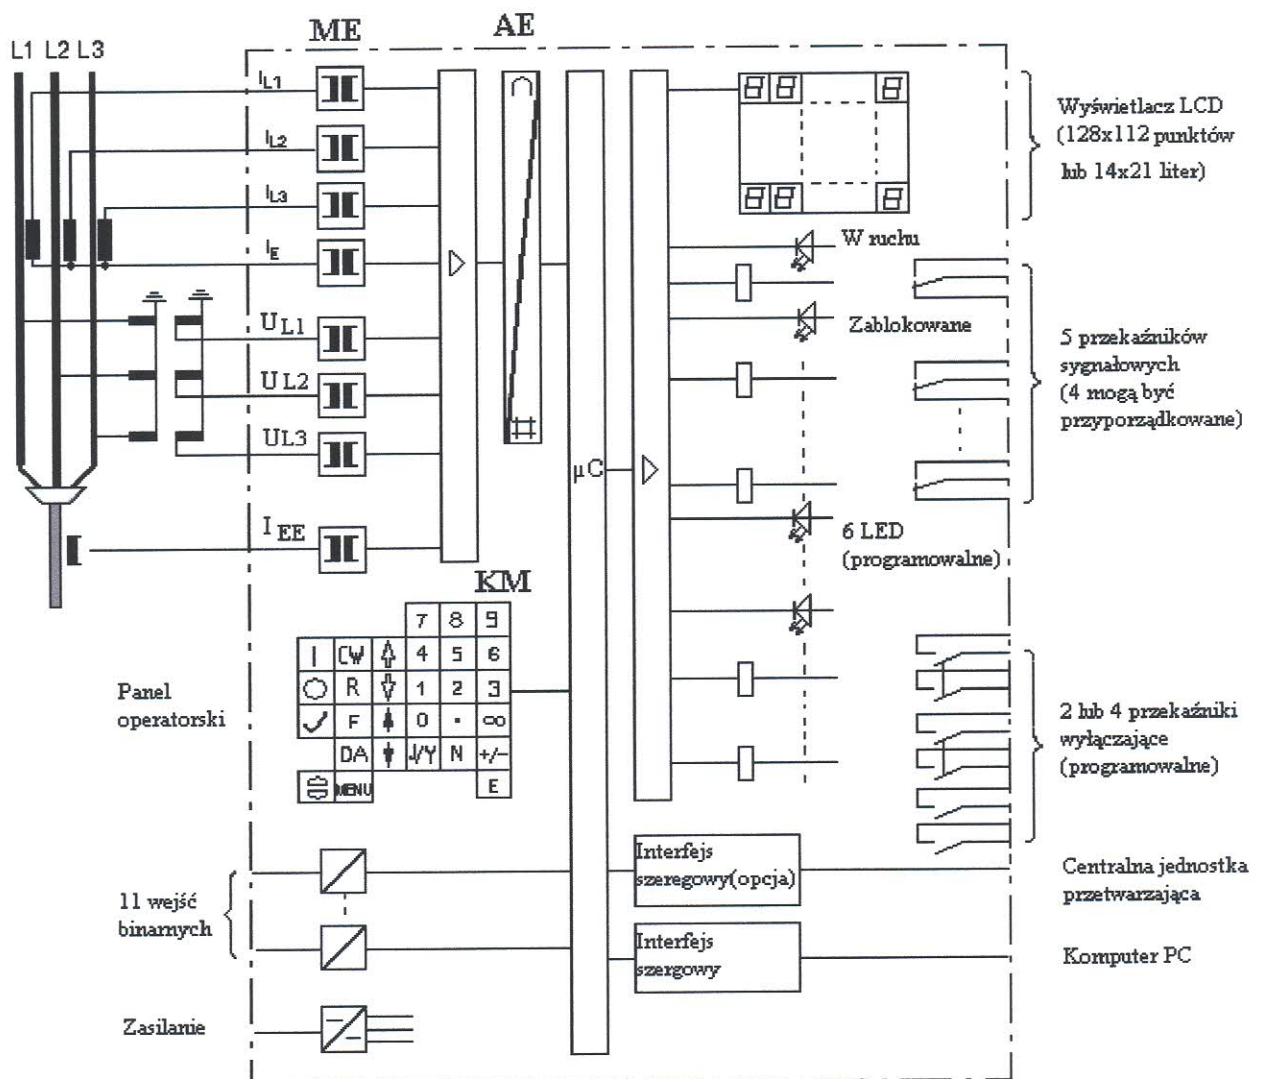 ME
AE
L1 L2 L3
IL1
IL2
IL3
IE
UL1
UL2
UL3
IEE
μC
Wyświetlacz LCD
(128x112 punktów
lub 14x21 liter)
W ruchu
Zablokowane
5 przekaźników
sygnałowych
(4 mogą być
przyporządkowane)
6 LED
(programowalne)
KM
7 8 9
| CW 4 5 6
R 1 2 3
F 0 . ∞
DA J/Y N +/-
MENU E
Panel
operatorski
2 lub 4 przekaźniki
wyłączające
(programowalne)
Interfejs
szeregowy(opcja)
Centralna jednostka
przetwarzająca
11 wejść
binarnych
Interfejs
szergowy
Komputer PC
Zasilanie